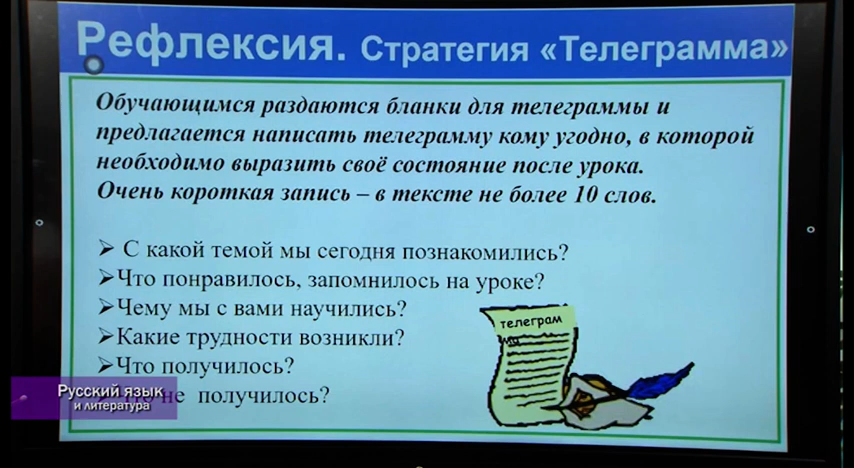 Рефлексия. Стратегия «Телеграмма»
Обучающимся раздаются бланки для телеграммы и
предлагается написать телеграмму кому угодно, в которой
необходимо выразить своё состояние после урока.
Очень короткая запись – в тексте не более 10 слов.
С какой темой мы сегодня познакомились?
Что понравилось, запомнилось на уроке?
Чему мы с вами научились?
Какие трудности возникли?
Что получилось?
не получилось?
телеграм
ма
Русский язык
и литература